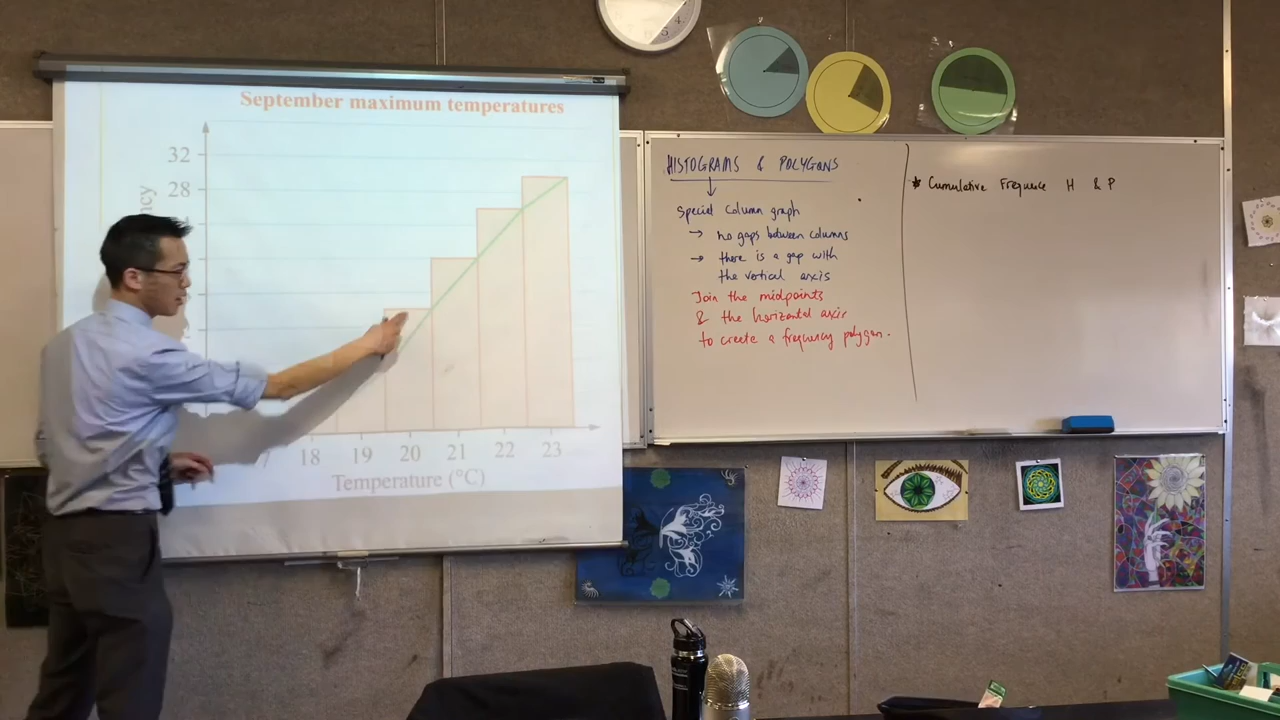 September maximum temperatures
32
28
18 19 20 21 22 23
Temperature (°C)
HISTOGRAMS & POLYGONS
Special column graph
→ no gaps between columns
→ there is a gap with
the vertical axis
Join the midpoints
& the horizontal axis
to create a frequency polygon.
* Cumulative Frequence H & P